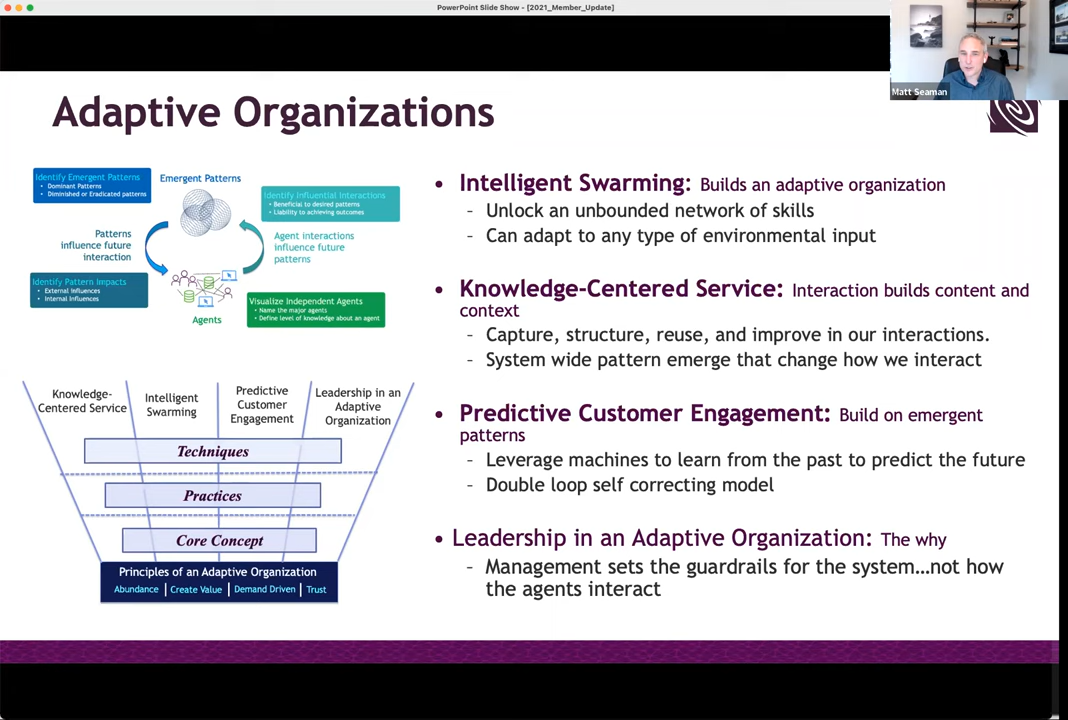 PowerPoint Slide Show - [2021_Member_Update]
Matt Seaman
Adaptive Organizations
Identify Emergent Patterns
• Dominant Patterns
• Diminished or Eradicated patterns
Emergent Patterns
Identify Influential Interactions
• Beneficial to desired patterns
• Liability to achieving outcomes
Patterns
influence future
interaction
Agent interactions
influence future
patterns
Identify Pattern Impacts
• External Influences
• Internal Influences
Visualize Independent Agents
• Name the major agents
• Define level of knowledge about an agent
Agents
Knowledge-
Centered Service
Intelligent
Swarming
Predictive
Customer
Engagement
Leadership in an
Adaptive
Organization
Techniques
Practices
Core Concept
Principles of an Adaptive Organization
Abundance | Create Value | Demand Driven | Trust
• Intelligent Swarming: Builds an adaptive organization
- Unlock an unbounded network of skills
- Can adapt to any type of environmental input
• Knowledge-Centered Service: Interaction builds content and
context
- Capture, structure, reuse, and improve in our interactions.
- System wide pattern emerge that change how we interact
• Predictive Customer Engagement: Build on emergent
patterns
- Leverage machines to learn from the past to predict the future
- Double loop self correcting model
• Leadership in an Adaptive Organization: The why
- Management sets the guardrails for the system…not how
the agents interact